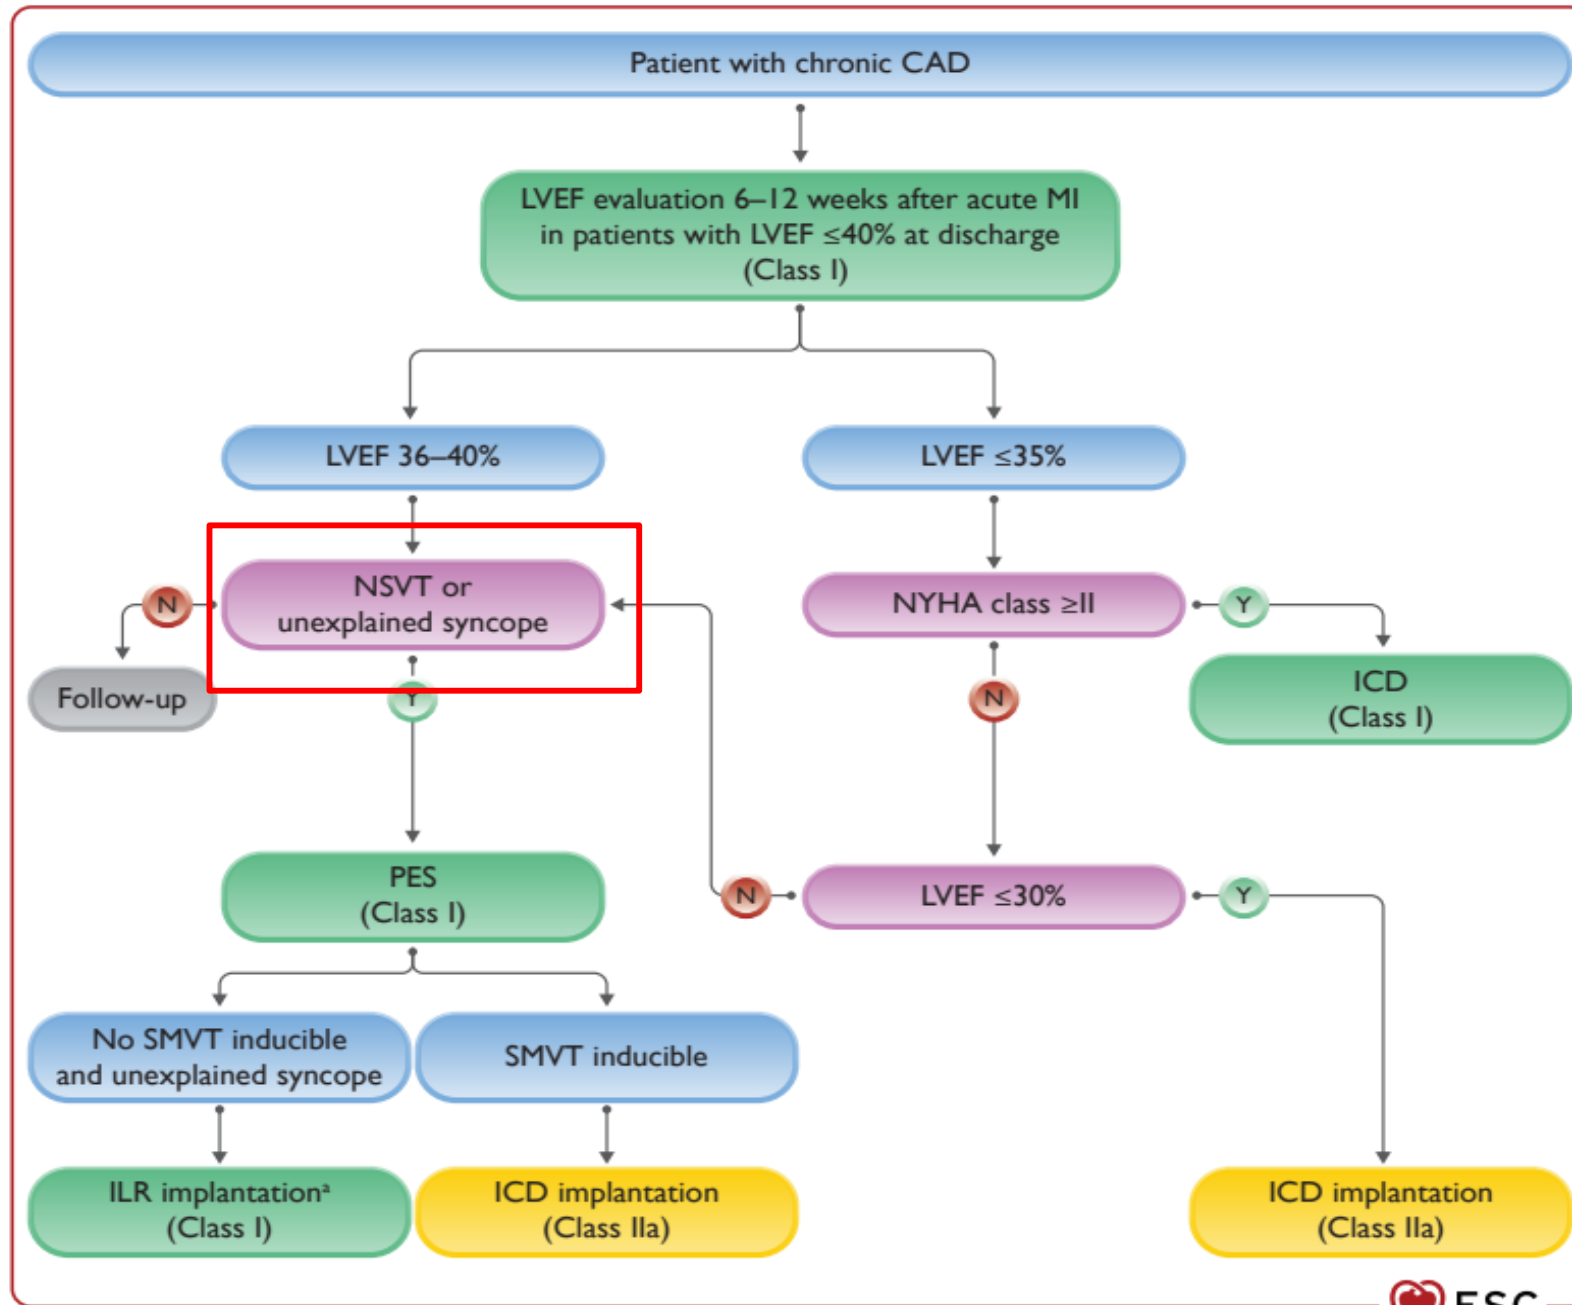 Patient with chronic CAD
LVEF evaluation 6–12 weeks after acute MI
in patients with LVEF ≤40% at discharge
(Class I)
LVEF 36–40%
LVEF ≤35%
NSVT or
unexplained syncope
N
NYHA class ≥II
Y
Follow-up
Y
N
ICD
(Class I)
PES
(Class I)
N
LVEF ≤30%
Y
No SMVT inducible
and unexplained syncope
SMVT inducible
ILR implantationᵃ
(Class I)
ICD implantation
(Class IIa)
ICD implantation
(Class IIa)
ESC